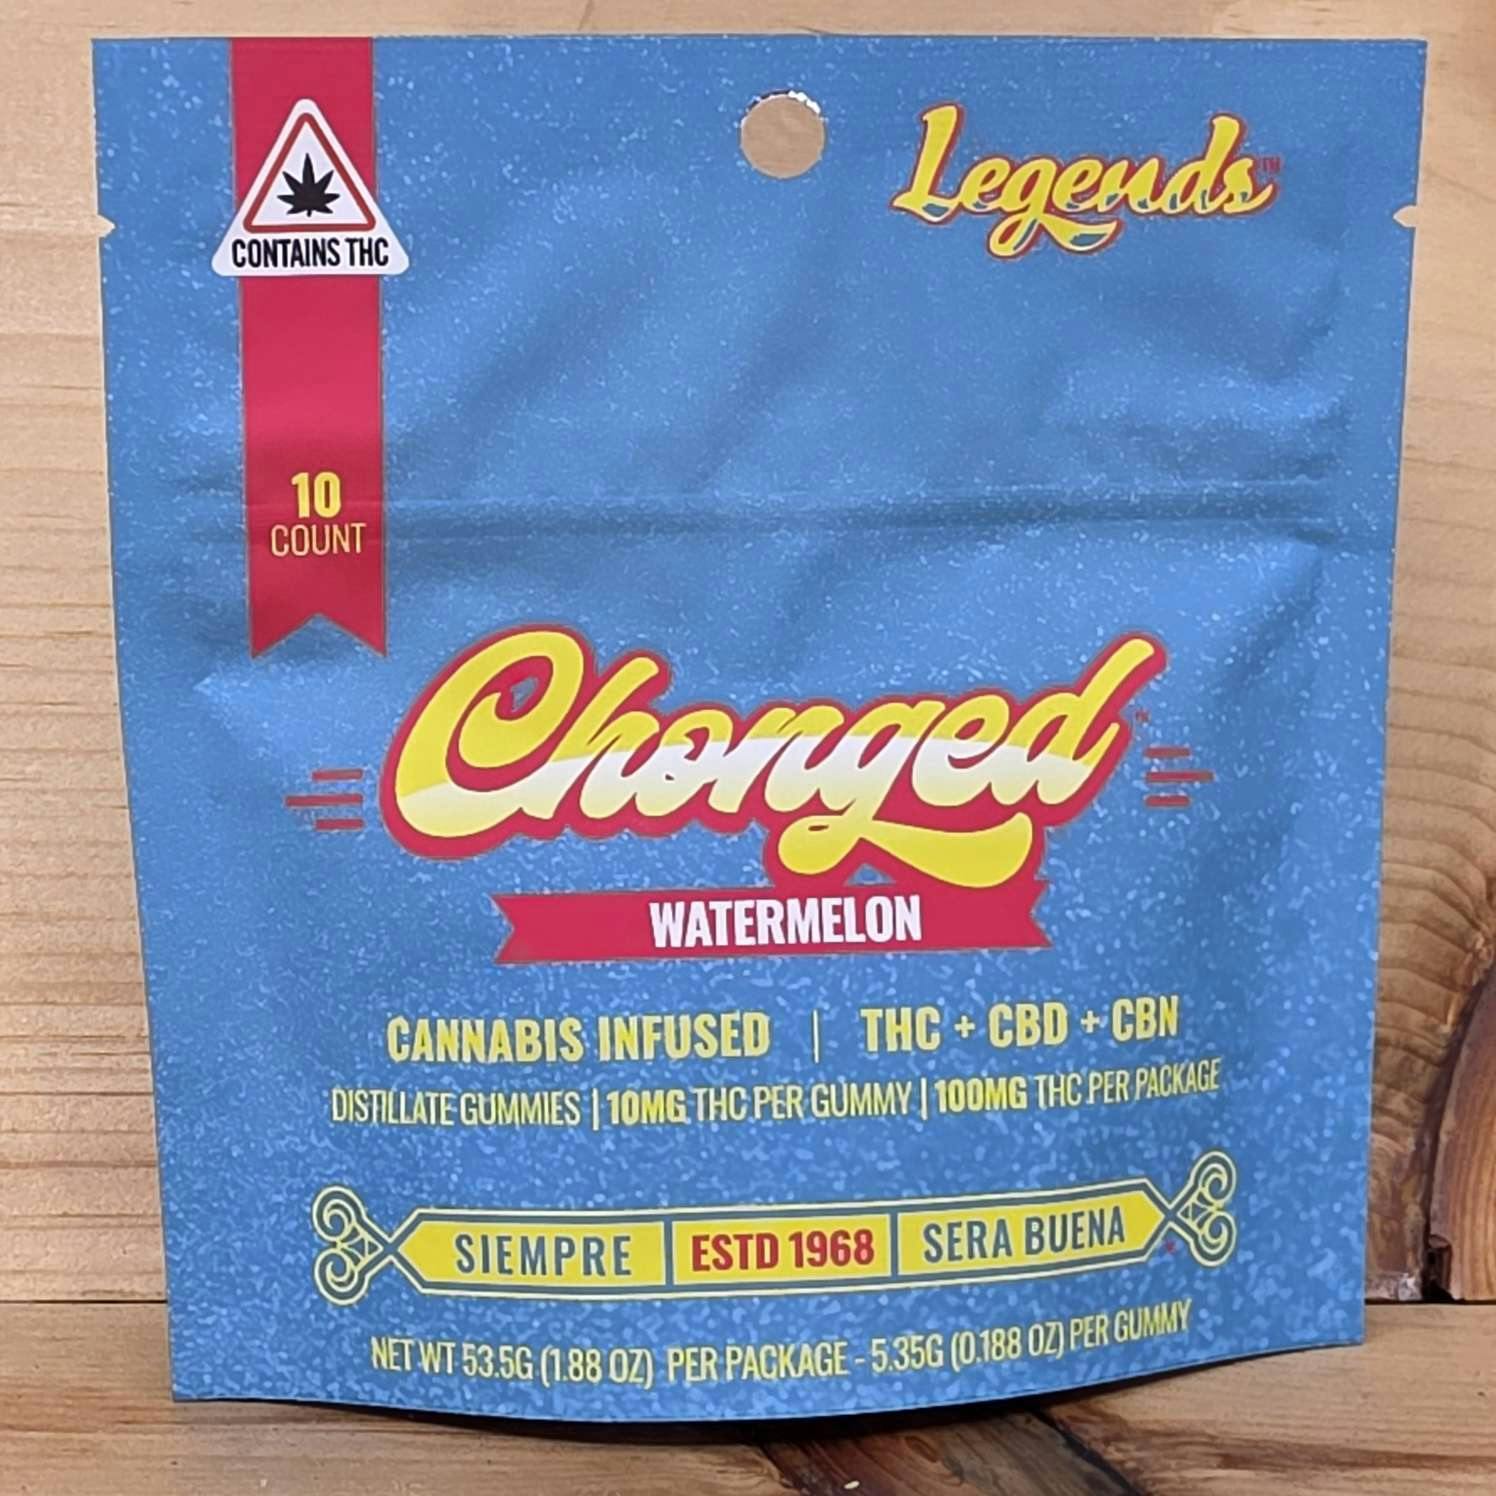 Legends™
CONTAINS THC
10
COUNT
Chonged™
WATERMELON
CANNABIS INFUSED | THC + CBD + CBN
DISTILLATE GUMMIES | 10MG THC PER GUMMY | 100MG THC PER PACKAGE
SIEMPRE ESTD 1968 SERA BUENA
NET WT 53.5G (1.88 OZ) PER PACKAGE - 5.35G (0.188 OZ) PER GUMMY